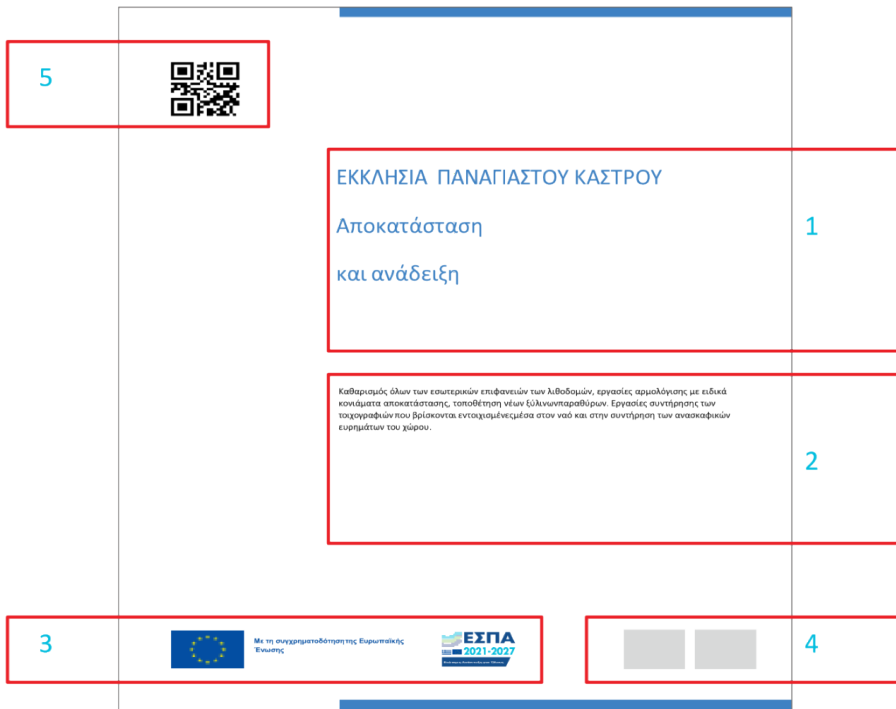 5
ΕΚΚΛΗΣΙΑ ΠΑΝΑΓΙΑΣΤΟΥ ΚΑΣΤΡΟΥ
Αποκατάσταση
1
και ανάδειξη
Καθαρισμός όλων των εσωτερικών επιφανειών των λιθοδομών, εργασίες αρμολόγισης με ειδικά
κονιάματα αποκατάστασης, τοποθέτηση νέων ξύλινωνπαραθύρων. Εργασίες συντήρησης των
τοιχογραφιών που βρίσκονται εντοιχισμένεςμέσα στον ναό και στην συντήρηση των ανασκαφικών
ευρημάτων του χώρου.
2
3
Με τη συγχρηματοδότησητης Ευρωπαϊκής
Ένωσης
ΕΣΠΑ
2021-2027
4